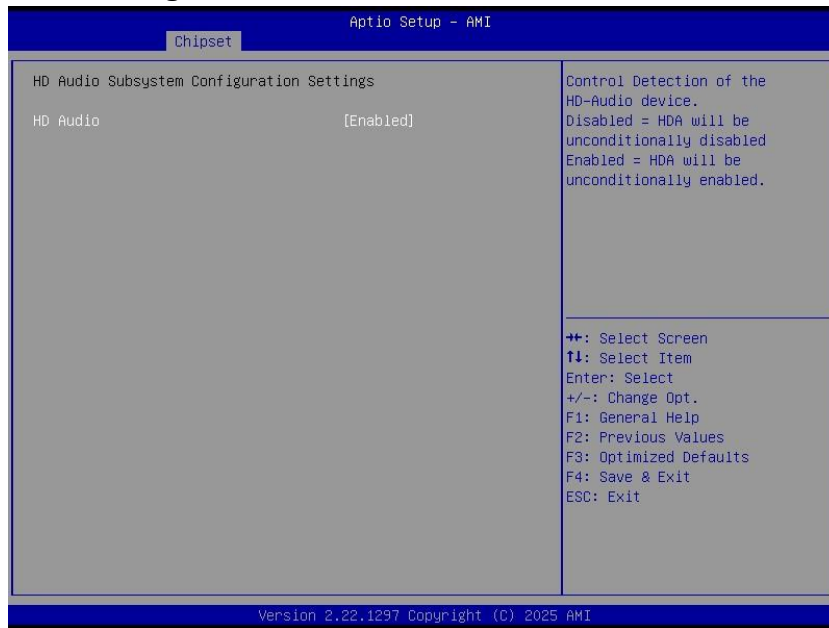 Aptio Setup – AMI
Chipset
HD Audio Subsystem Configuration Settings
HD Audio [Enabled]
Control Detection of the
HD-Audio device.
Disabled = HDA will be
unconditionally disabled
Enabled = HDA will be
unconditionally enabled.
→←: Select Screen
↑↓: Select Item
Enter: Select
+/-: Change Opt.
F1: General Help
F2: Previous Values
F3: Optimized Defaults
F4: Save & Exit
ESC: Exit
Version 2.22.1297 Copyright (C) 2025 AMI